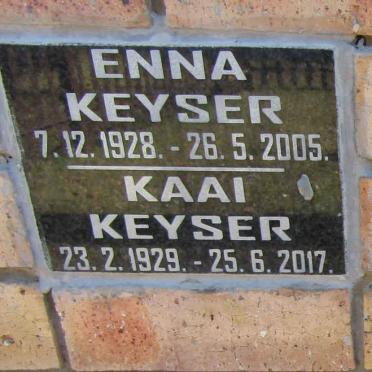 ENNA
KEYSER
7. 12. 1928. - 26. 5. 2005.
KAAI
KEYSER
23. 2. 1929. - 25. 6. 2017.